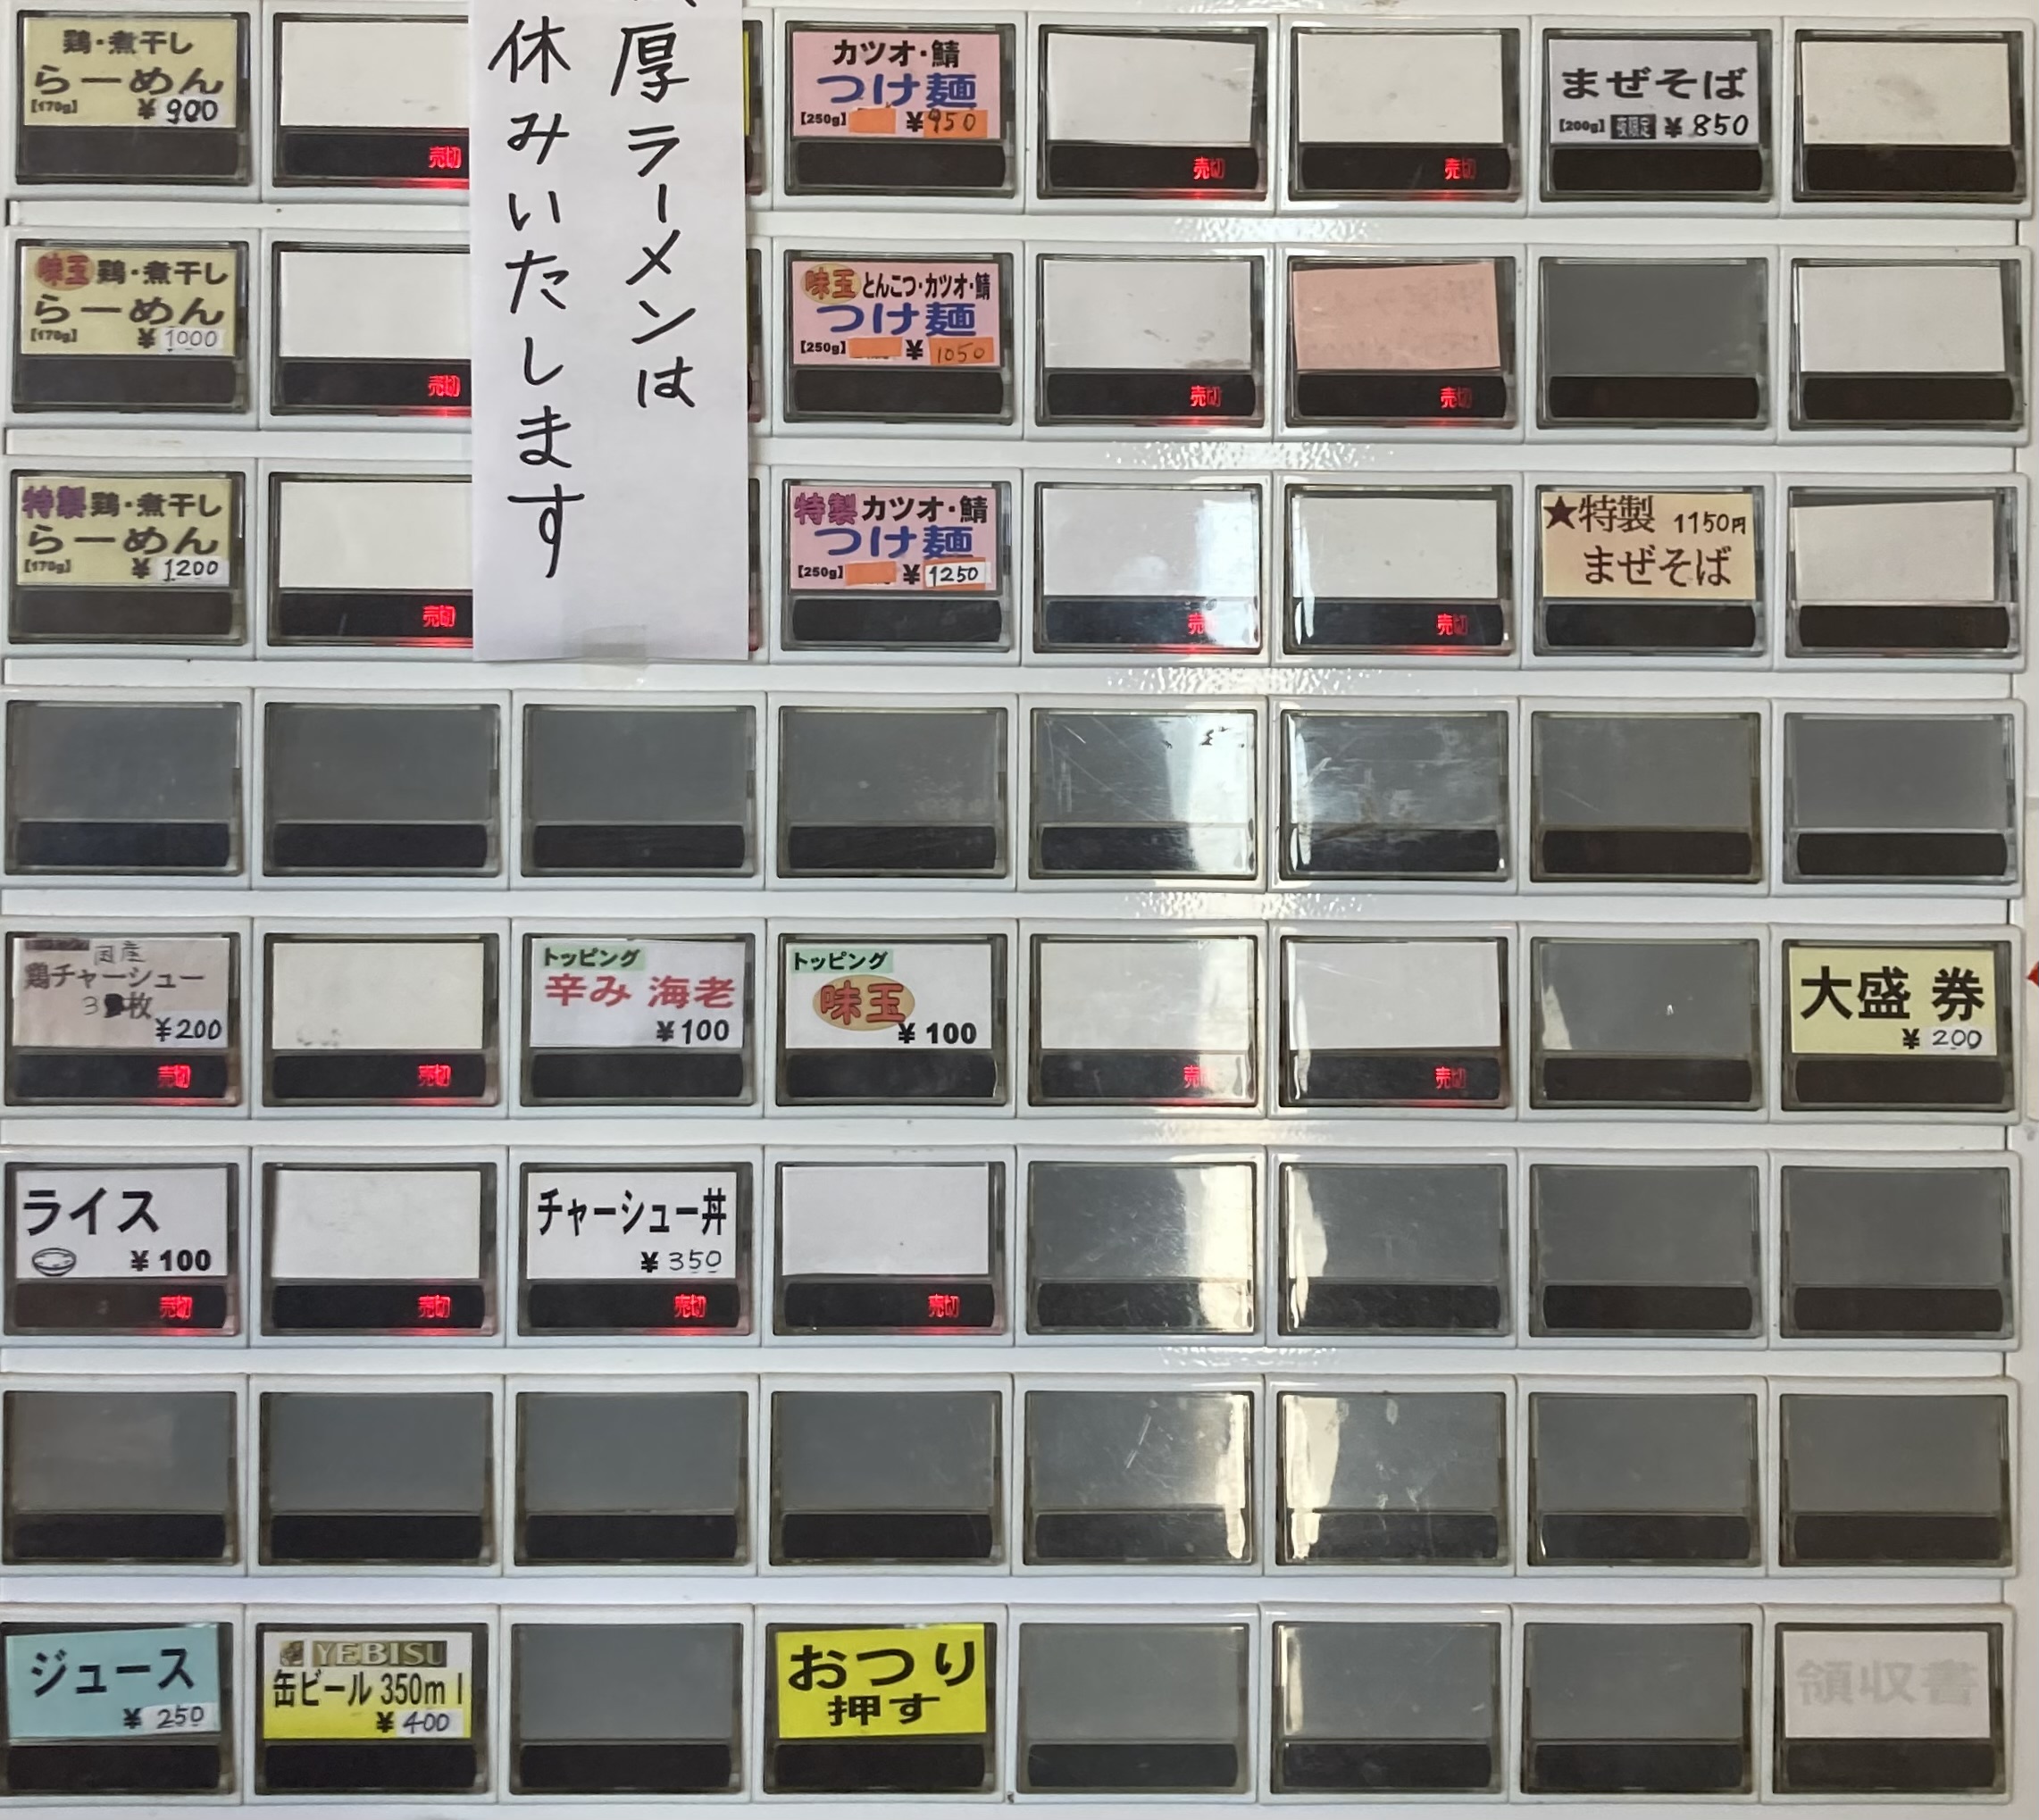 鶏・煮干し
らーめん
[170g] ¥900
売切
厚ラーメンは
休みいたします
カツオ・鯖
つけ麺
[250g] ¥950
売切
売切
まぜそば
[200g] 夜限定 ¥850
味玉 鶏・煮干し
らーめん
[170g] ¥1000
売切
味玉 とんこつ・カツオ・鯖
つけ麺
[250g] ¥1050
売切
売切
特製 鶏・煮干し
らーめん
[170g] ¥1200
売切
特製 カツオ・鯖
つけ麺
[250g] ¥1250
売切
売切
★特製 1150円
まぜそば
国産
鶏チャーシュー
3枚
¥200
売切
売切
トッピング
辛み 海老
¥100
トッピング
味玉
¥100
売切
売切
大盛 券
¥200
ライス
¥100
売切
売切
チャーシュー丼
¥350
売切
売切
ジュース
¥250
YEBISU
缶ビール 350ml
¥400
おつり
押す
領収書